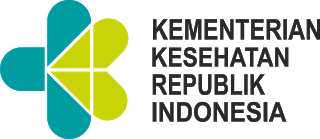 KEMENTERIAN
KESEHATAN
REPUBLIK
INDONESIA